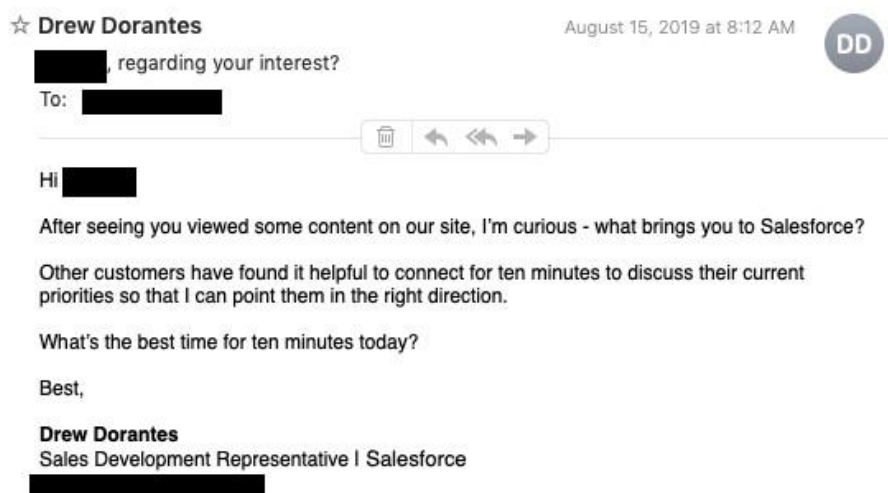 Drew Dorantes
August 15, 2019 at 8:12 AM
DD
, regarding your interest?
To:
Hi
After seeing you viewed some content on our site, I'm curious - what brings you to Salesforce?
Other customers have found it helpful to connect for ten minutes to discuss their current
priorities so that I can point them in the right direction.
What's the best time for ten minutes today?
Best,
Drew Dorantes
Sales Development Representative | Salesforce